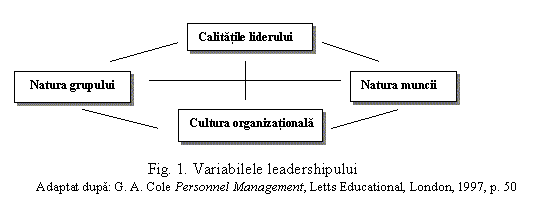 Calitățile liderului
Natura grupului
Natura muncii
Cultura organizațională
Fig. 1. Variabilele leadershipului
Adaptat după: G. A. Cole Personnel Management, Letts Educational, London, 1997, p. 50